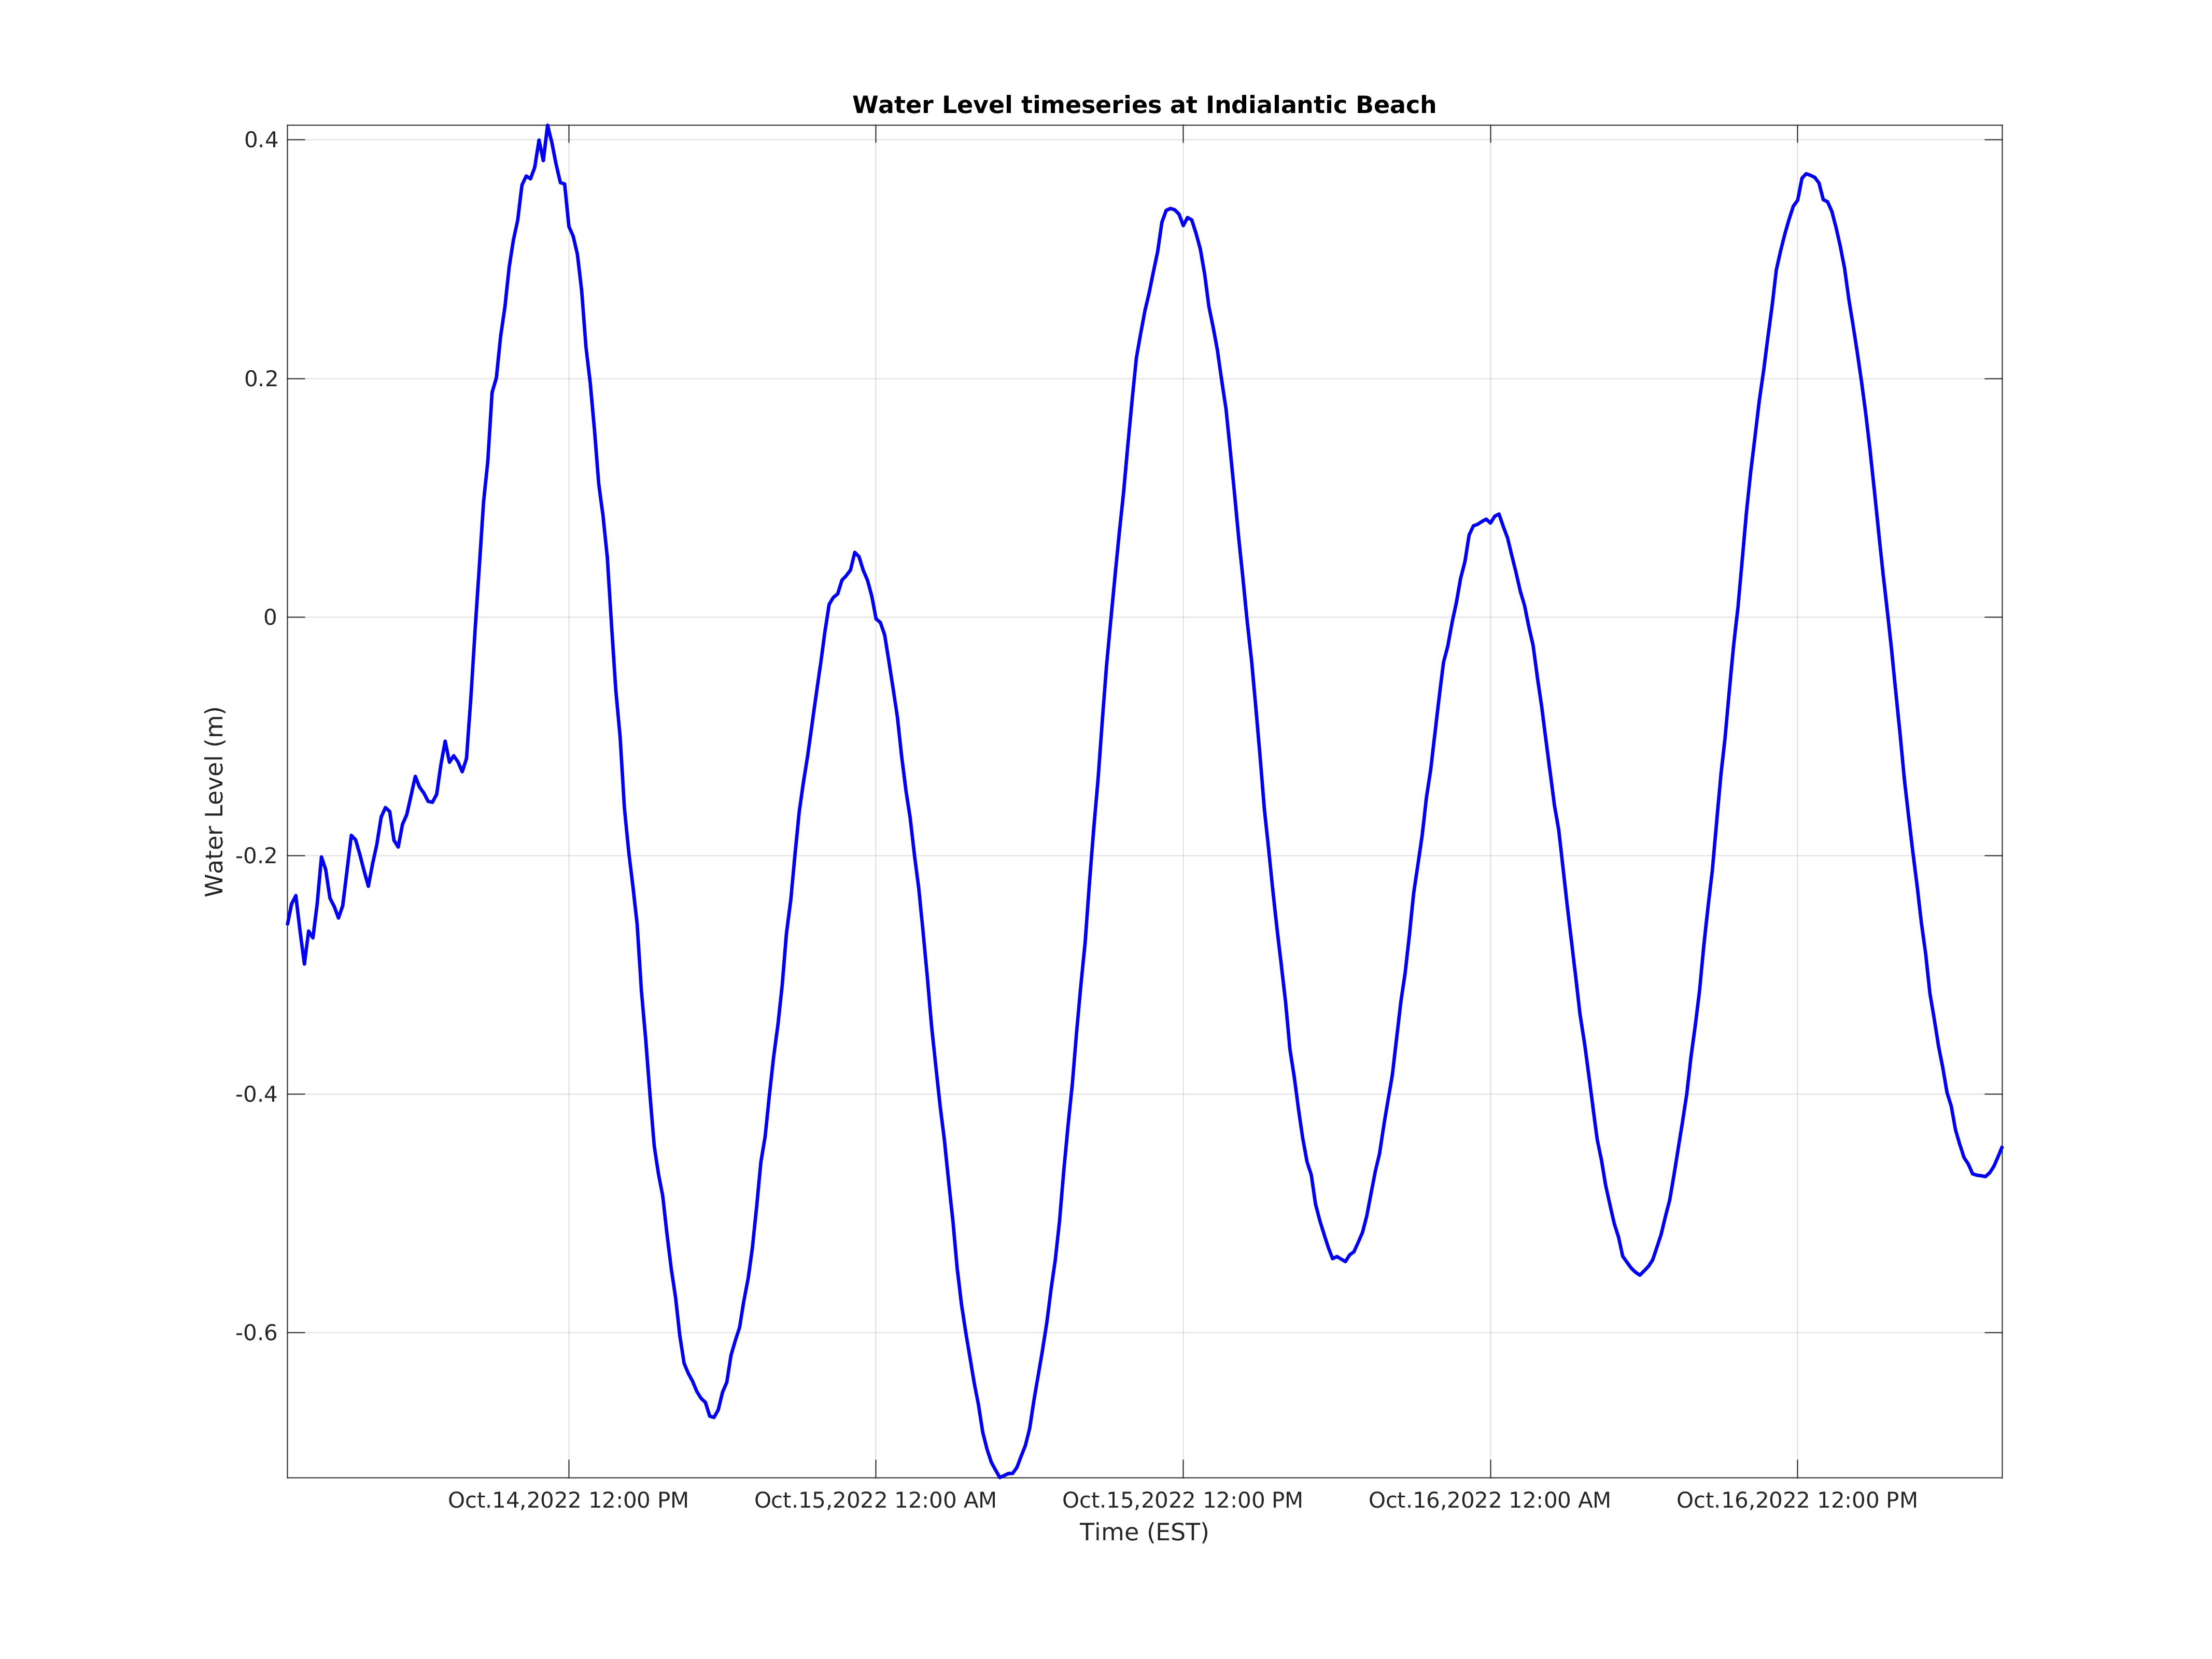 Water Level timeseries at Indialantic Beach
0.4
0.2
0
-0.2
-0.4
-0.6
Water Level (m)
Oct.14,2022 12:00 PM
Oct.15,2022 12:00 AM
Oct.15,2022 12:00 PM
Oct.16,2022 12:00 AM
Oct.16,2022 12:00 PM
Time (EST)